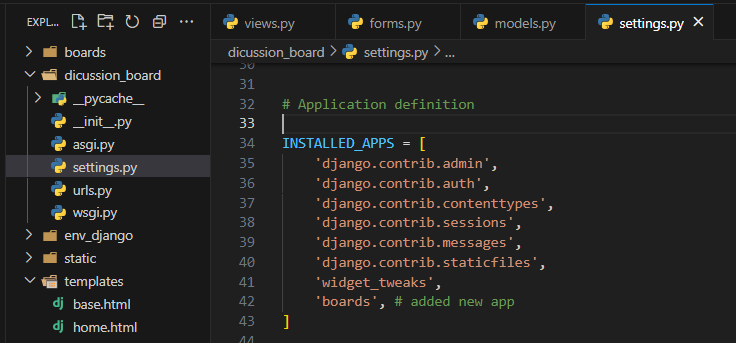 EXPL...
views.py
forms.py
models.py
settings.py
boards
dicussion_board
__pycache__
__init__.py
asgi.py
settings.py
urls.py
wsgi.py
env_django
static
templates
base.html
home.html
dicussion_board > settings.py > ...
30
31
32 # Application definition
33
34 INSTALLED_APPS = [
35 'django.contrib.admin',
36 'django.contrib.auth',
37 'django.contrib.contenttypes',
38 'django.contrib.sessions',
39 'django.contrib.messages',
40 'django.contrib.staticfiles',
41 'widget_tweaks',
42 'boards', # added new app
43 ]
44